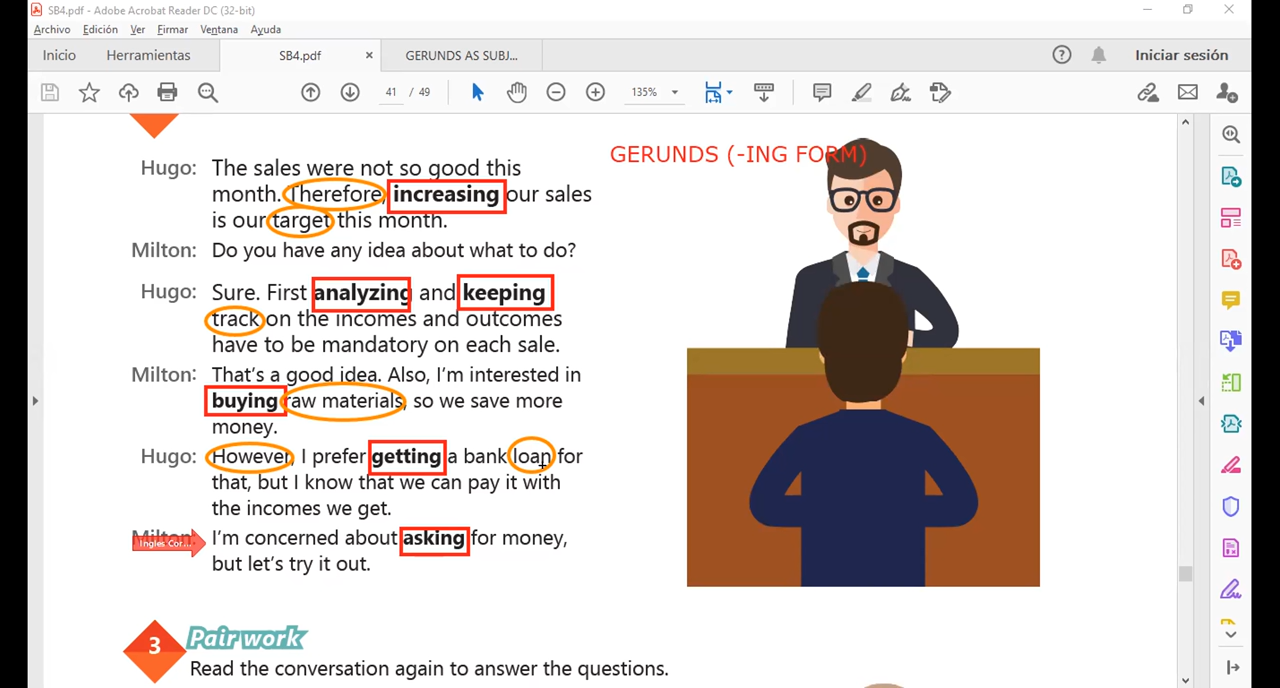 SB4.pdf - Adobe Acrobat Reader DC (32-bit)
Archivo Edición Ver Firmar Ventana Ayuda
Inicio Herramientas SB4.pdf × GERUNDS AS SUBJ... Iniciar sesión
41 / 49 135%
GERUNDS (-ING FORM)
Hugo: The sales were not so good this
month. Therefore, increasing our sales
is our target this month.
Milton: Do you have any idea about what to do?
Hugo: Sure. First analyzing and keeping
track on the incomes and outcomes
have to be mandatory on each sale.
Milton: That's a good idea. Also, I'm interested in
buying raw materials, so we save more
money.
Hugo: However, I prefer getting a bank loan for
that, but I know that we can pay it with
the incomes we get.
Milton: I'm concerned about asking for money,
Ingles Cor...
but let's try it out.
3 Pair work
Read the conversation again to answer the questions.